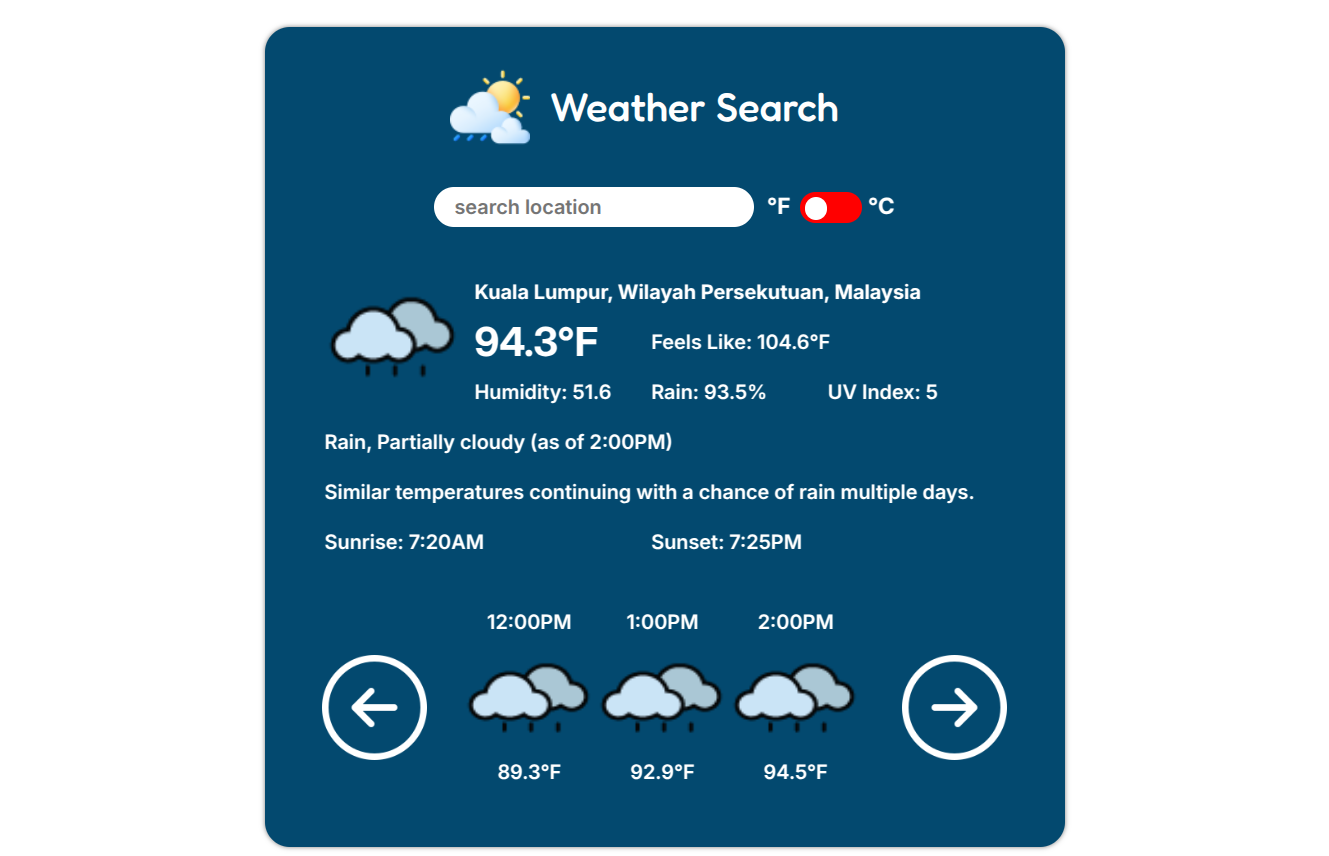 Weather Search
search location °F °C
Kuala Lumpur, Wilayah Persekutuan, Malaysia
94.3°F Feels Like: 104.6°F
Humidity: 51.6 Rain: 93.5% UV Index: 5
Rain, Partially cloudy (as of 2:00PM)
Similar temperatures continuing with a chance of rain multiple days.
Sunrise: 7:20AM Sunset: 7:25PM
12:00PM 1:00PM 2:00PM
89.3°F 92.9°F 94.5°F